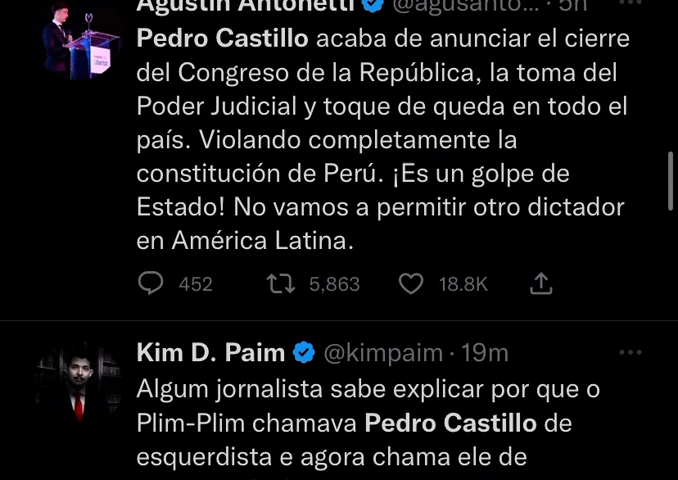 Agustín Antonetti @agusanto... · 5h
Pedro Castillo acaba de anunciar el cierre
del Congreso de la República, la toma del
Poder Judicial y toque de queda en todo el
país. Violando completamente la
constitución de Perú. ¡Es un golpe de
Estado! No vamos a permitir otro dictador
en América Latina.
452 5,863 18.8K
Kim D. Paim @kimpaim · 19m
Algum jornalista sabe explicar por que o
Plim-Plim chamava Pedro Castillo de
esquerdista e agora chama ele de